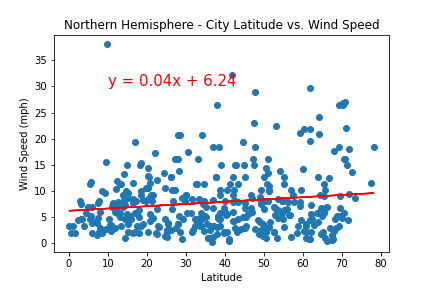 Northern Hemisphere - City Latitude vs. Wind Speed
35
30
25
20
15
10
5
0
Wind Speed (mph)
y = 0.04x + 6.24
0 10 20 30 40 50 60 70 80
Latitude